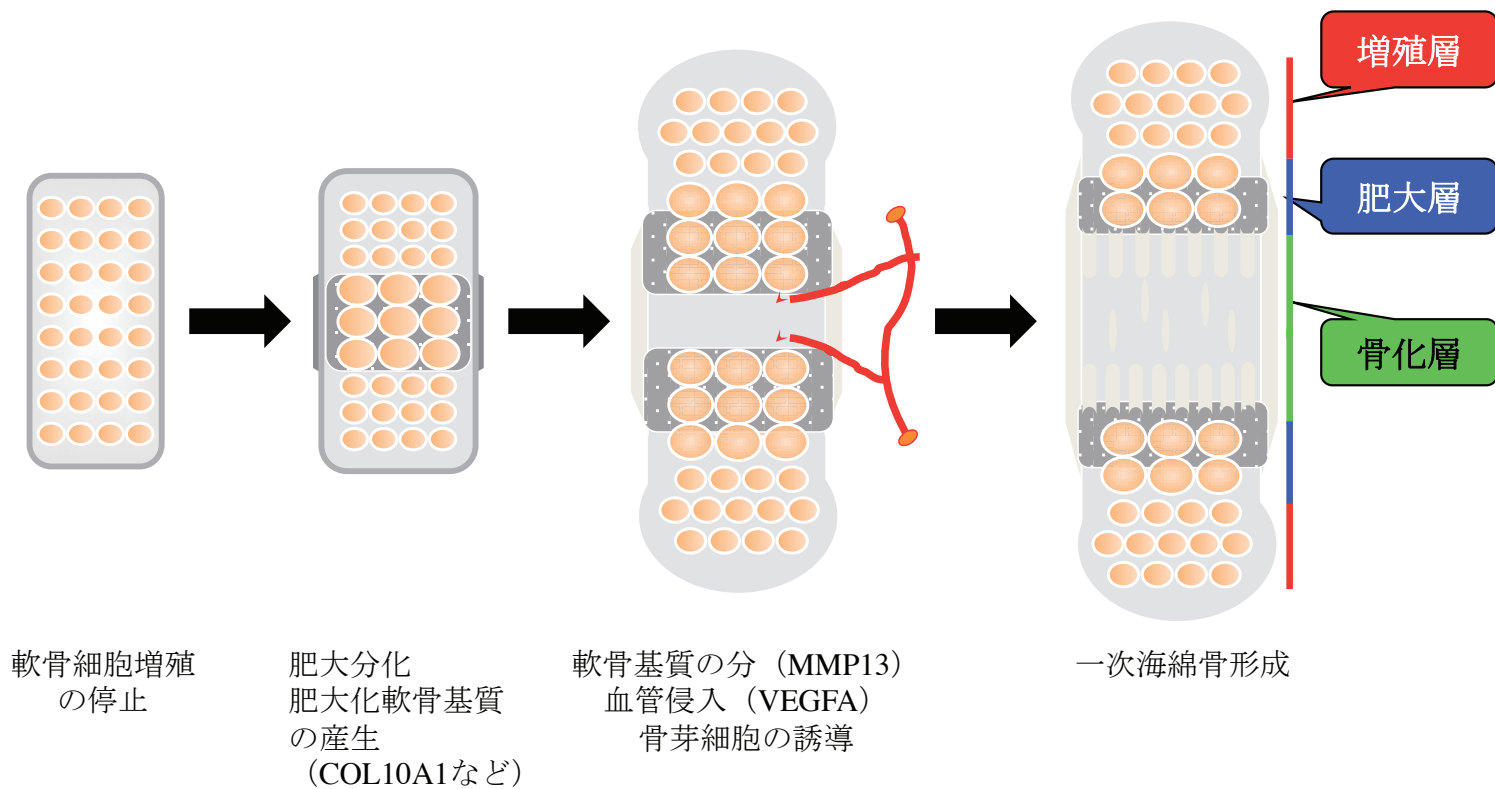 増殖層
肥大層
骨化層
軟骨細胞増殖
の停止
肥大分化
肥大化軟骨基質
の産生
（COL10A1など）
軟骨基質の分（MMP13）
血管侵入（VEGFA）
骨芽細胞の誘導
一次海綿骨形成